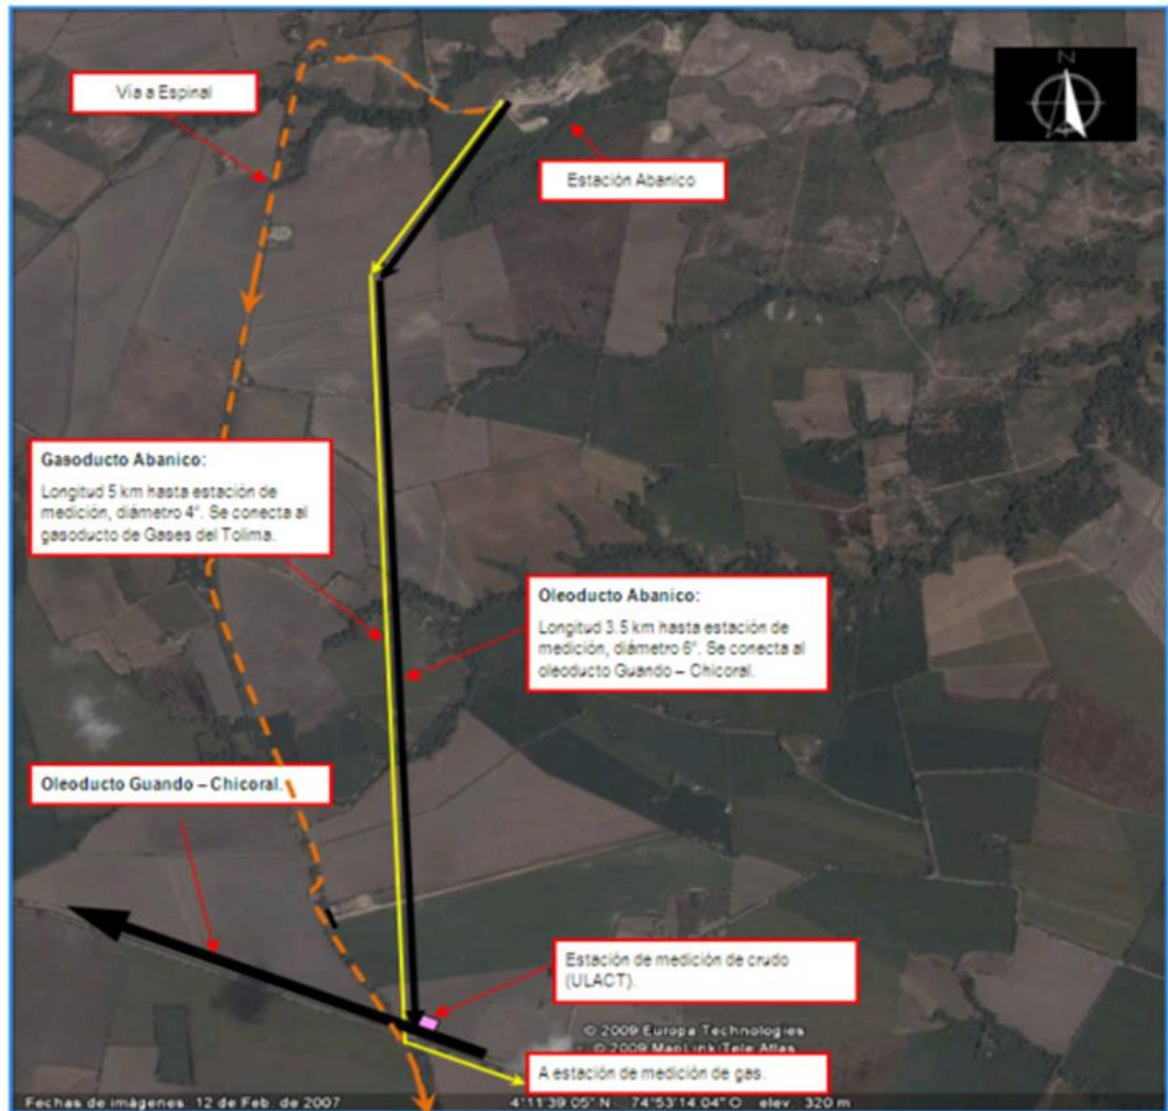 N
Vía a Espinal
Estación Abanico
Gasoducto Abanico:
Longitud 5 km hasta estación de
medición, diámetro 4". Se conecta al
gasoducto de Gases del Tolima.
Oleoducto Abanico:
Longitud 3.5 km hasta estación de
medición, diámetro 6". Se conecta al
oleoducto Guando – Chicoral.
Oleoducto Guando – Chicoral.
Estación de medición de crudo
(ULACT).
© 2009 Europa Technologies
© 2009 MapLink/Tele Atlas
A estación de medición de gas.
Fechas de imágenes: 12 de Feb. de 2007 4°11'39.05" N 74°53'14.04" O elev. 320 m